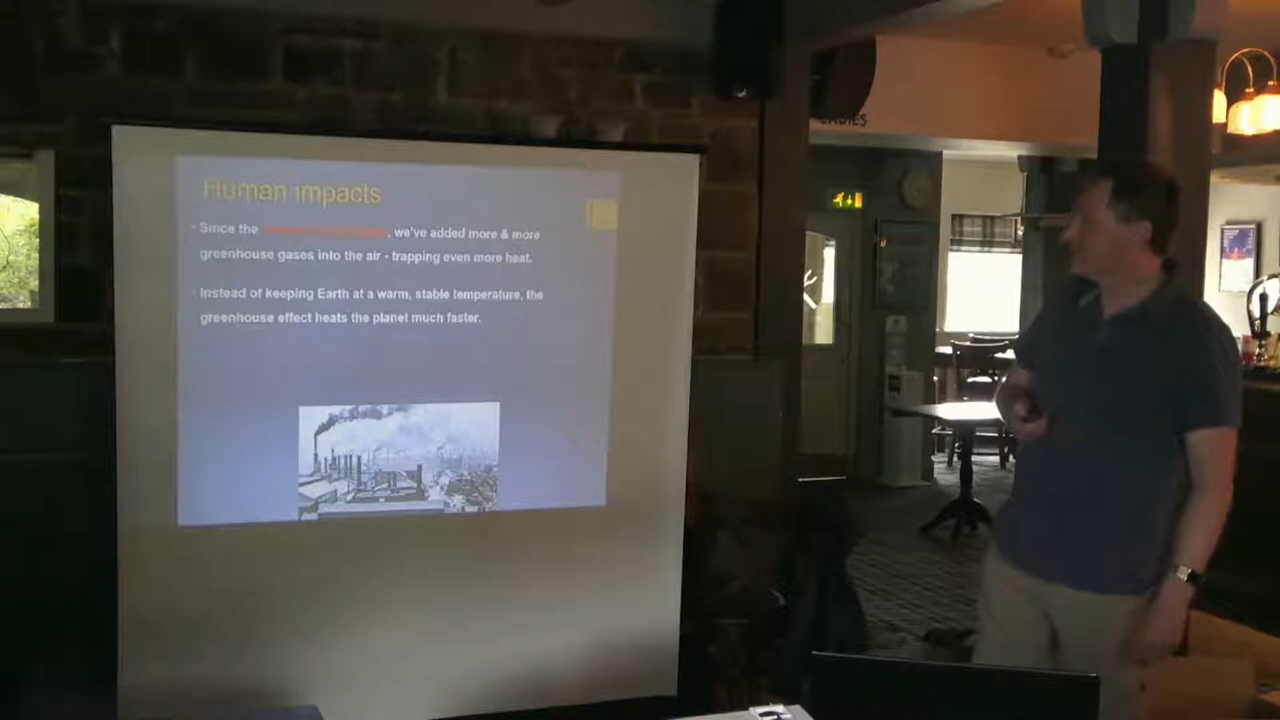 Human impacts
Since the , we've added more & more
greenhouse gases into the air - trapping even more heat.
Instead of keeping Earth at a warm, stable temperature, the
greenhouse effect heats the planet much faster.
LADIES